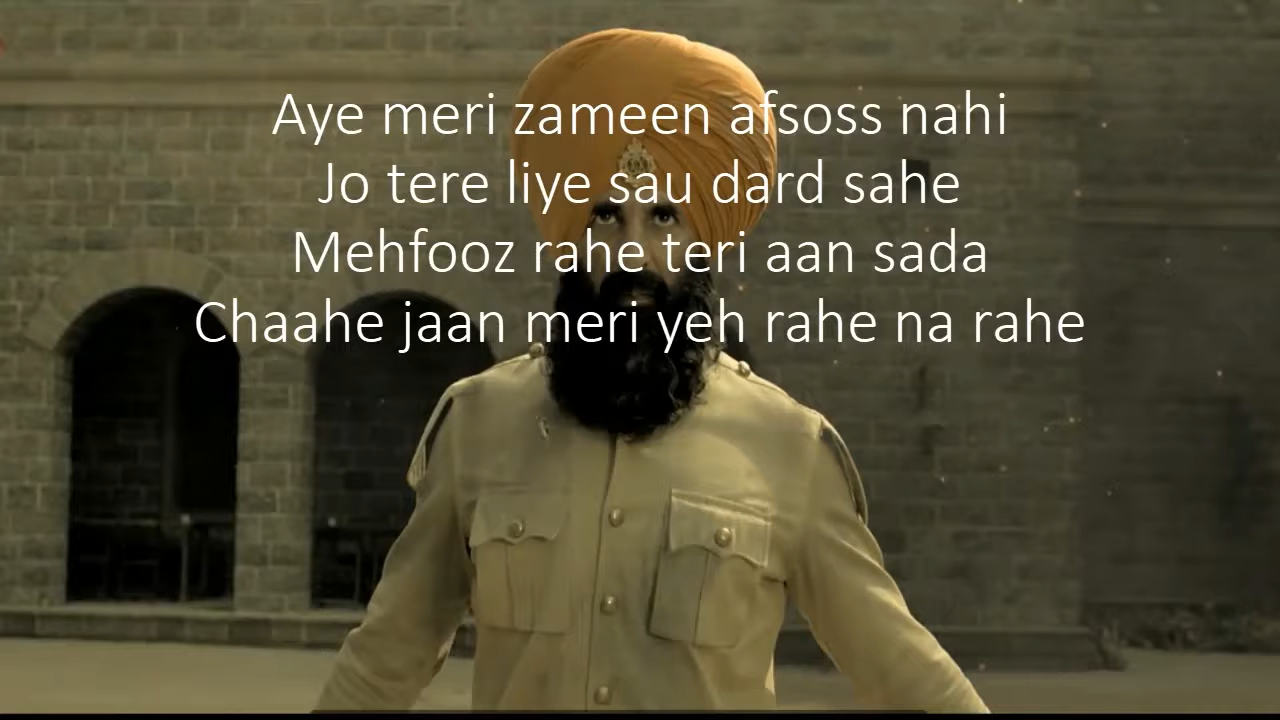 Aye meri zameen afsoss nahi
Jo tere liye sau dard sahe
Mehfooz rahe teri aan sada
Chaahe jaan meri yeh rahe na rahe